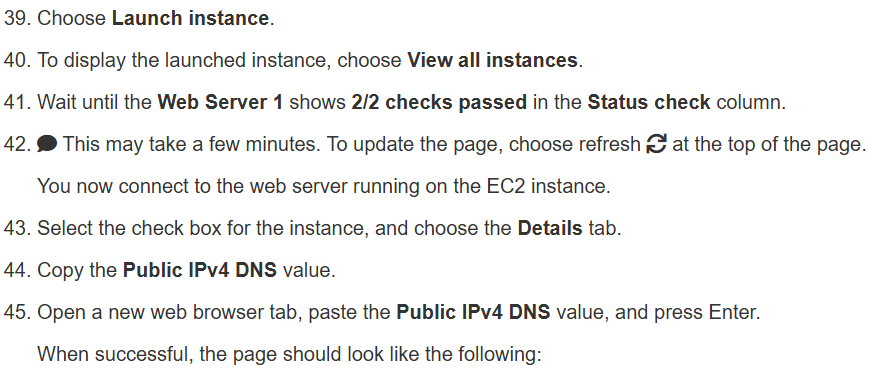 39. Choose Launch instance.
40. To display the launched instance, choose View all instances.
41. Wait until the Web Server 1 shows 2/2 checks passed in the Status check column.
42. This may take a few minutes. To update the page, choose refresh at the top of the page.
You now connect to the web server running on the EC2 instance.
43. Select the check box for the instance, and choose the Details tab.
44. Copy the Public IPv4 DNS value.
45. Open a new web browser tab, paste the Public IPv4 DNS value, and press Enter.
When successful, the page should look like the following: